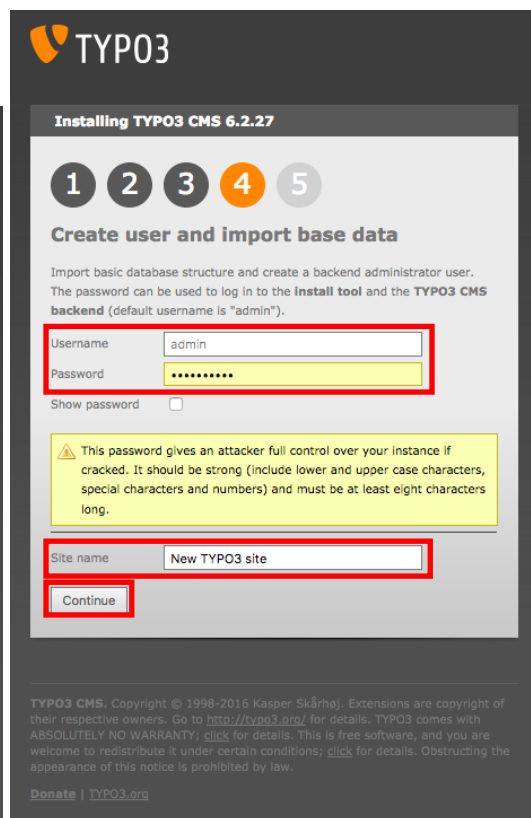 TYPO3
Installing TYPO3 CMS 6.2.27
1 2 3 4 5
Create user and import base data
Import basic database structure and create a backend administrator user.
The password can be used to log in to the install tool and the TYPO3 CMS
backend (default username is "admin").
Username admin
Password ••••••••••
Show password
This password gives an attacker full control over your instance if
cracked. It should be strong (include lower and upper case characters,
special characters and numbers) and must be at least eight characters
long.
Site name New TYPO3 site
Continue
TYPO3 CMS. Copyright © 1998-2016 Kasper Skårhøj. Extensions are copyright of
their respective owners. Go to http://typo3.org/ for details. TYPO3 comes with
ABSOLUTELY NO WARRANTY; click for details. This is free software, and you are
welcome to redistribute it under certain conditions; click for details. Obstructing the
appearance of this notice is prohibited by law.
Donate | TYPO3.org